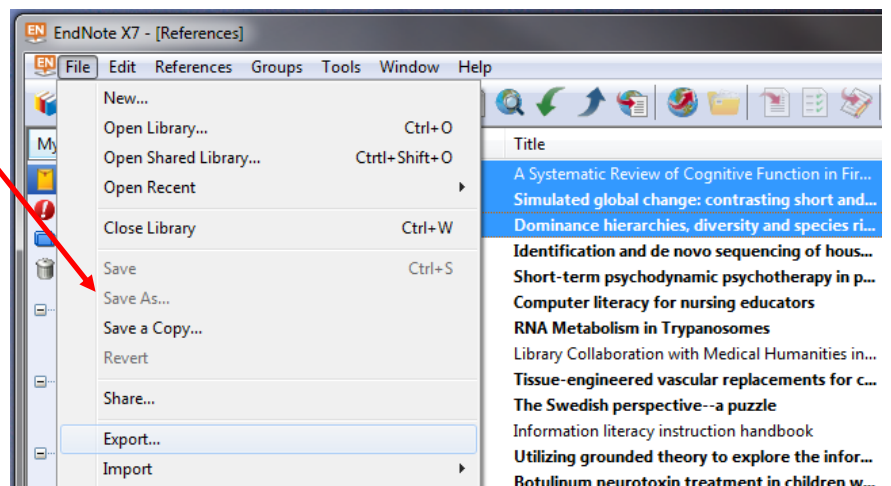 EN EndNote X7 - [References]
EN File Edit References Groups Tools Window Help
New...
Open Library... Ctrl+O
Open Shared Library... Ctrtl+Shift+O
Open Recent
Close Library Ctrl+W
Save Ctrl+S
Save As...
Save a Copy...
Revert
Share...
Export...
Import
My
Title
A Systematic Review of Cognitive Function in Fir...
Simulated global change: contrasting short and...
Dominance hierarchies, diversity and species ri...
Identification and de novo sequencing of hous...
Short-term psychodynamic psychotherapy in p...
Computer literacy for nursing educators
RNA Metabolism in Trypanosomes
Library Collaboration with Medical Humanities in...
Tissue-engineered vascular replacements for c...
The Swedish perspective--a puzzle
Information literacy instruction handbook
Utilizing grounded theory to explore the infor...
Botulinum neurotoxin treatment in children w...